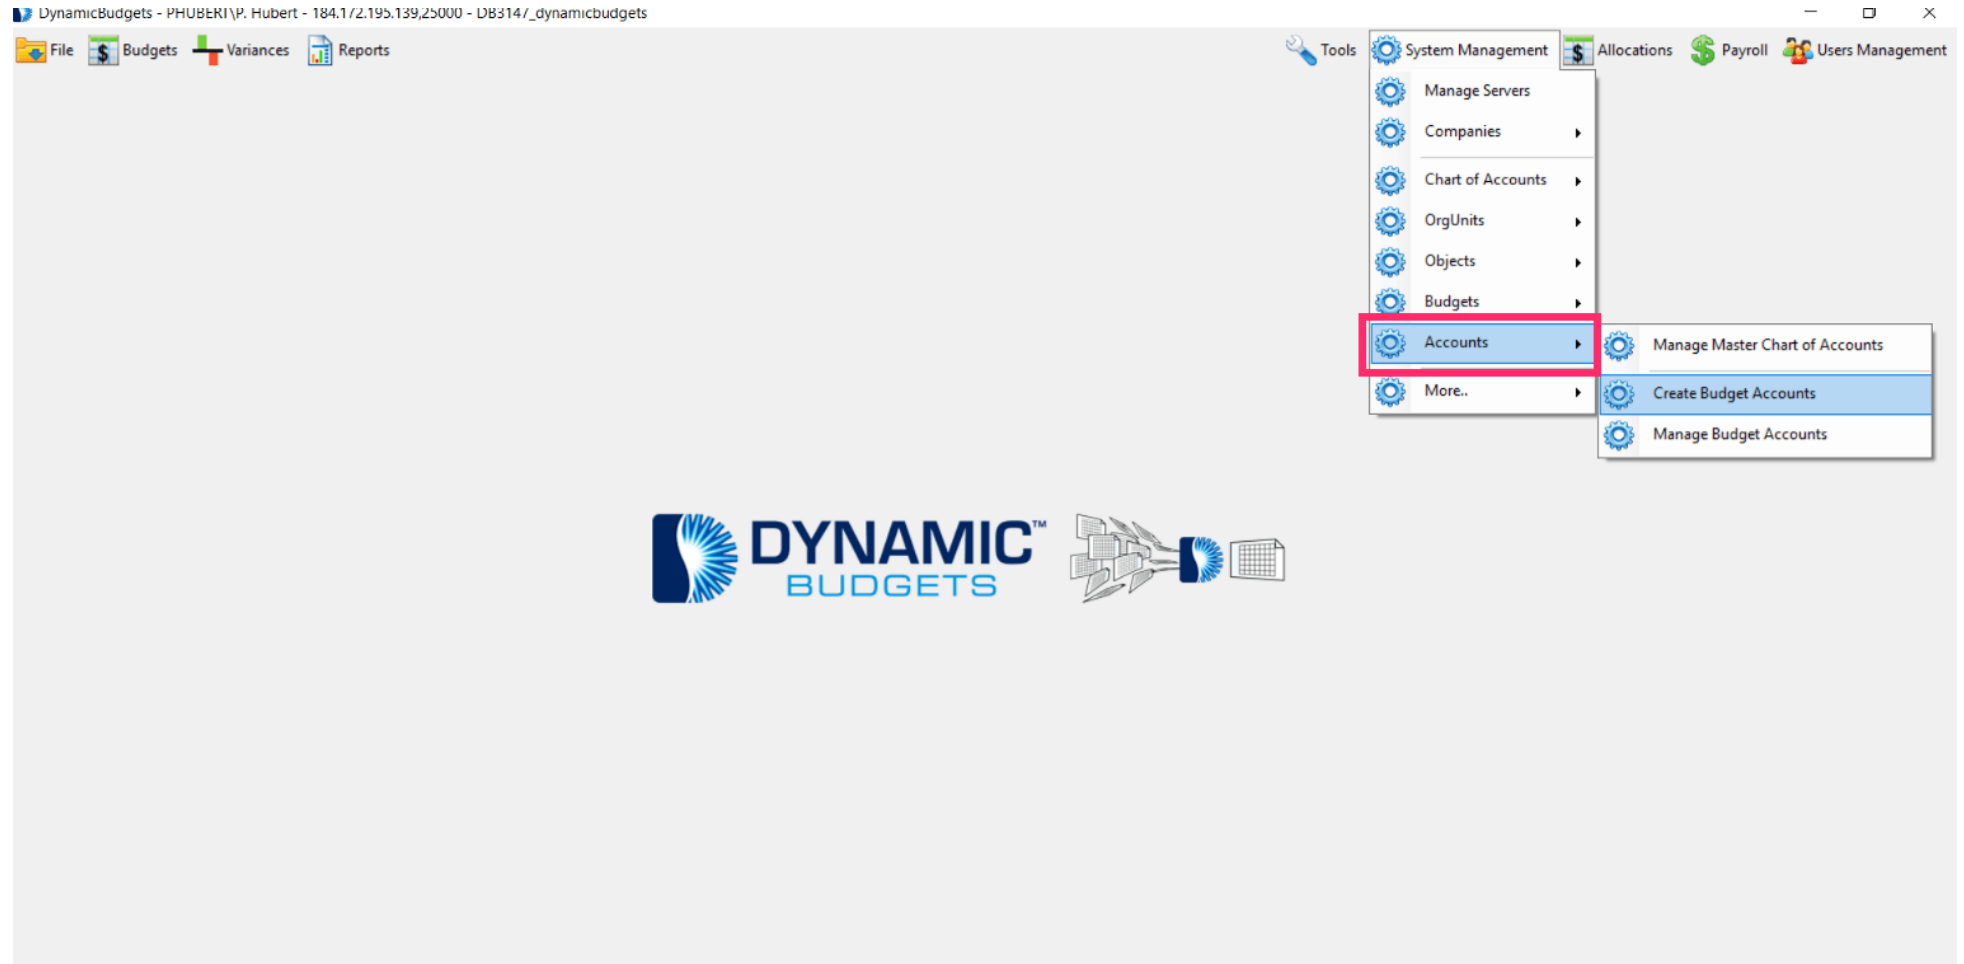 DynamicBudgets - PHUBERT\P. Hubert - 184.172.195.139,25000 - DB3147_dynamicbudgets
File Budgets Variances Reports Tools System Management Allocations Payroll Users Management
Manage Servers
Companies
Chart of Accounts
OrgUnits
Objects
Budgets
Accounts
More..
Manage Master Chart of Accounts
Create Budget Accounts
Manage Budget Accounts
DYNAMIC™
BUDGETS